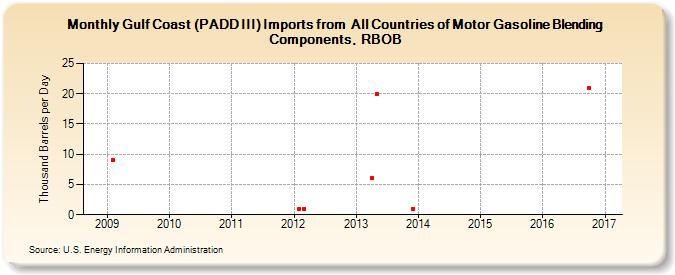 Monthly Gulf Coast (PADD III) Imports from All Countries of Motor Gasoline Blending
Components, RBOB
Thousand Barrels per Day
25
20
15
10
5
0
2009 2010 2011 2012 2013 2014 2015 2016 2017
Source: U.S. Energy Information Administration